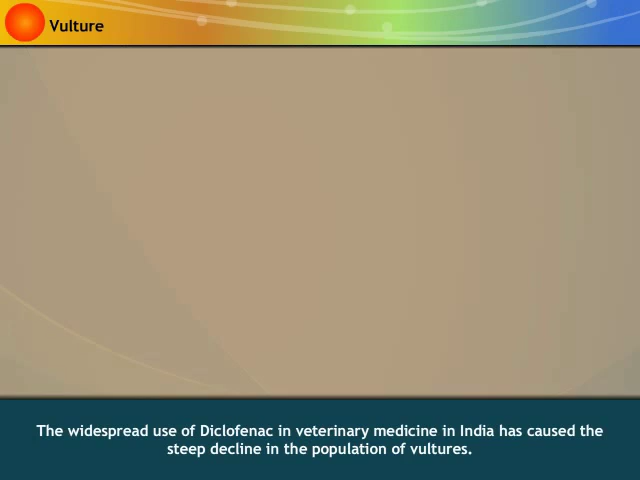 Vulture
The widespread use of Diclofenac in veterinary medicine in India has caused the
steep decline in the population of vultures.